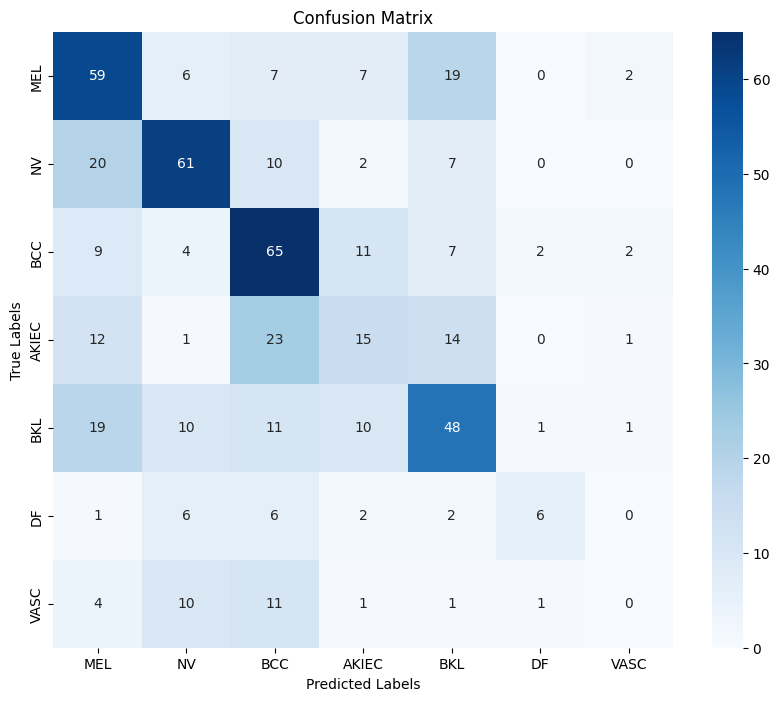 Confusion Matrix
MEL 59 6 7 7 19 0 2
NV 20 61 10 2 7 0 0
BCC 9 4 65 11 7 2 2
AKIEC 12 1 23 15 14 0 1
BKL 19 10 11 10 48 1 1
DF 1 6 6 2 2 6 0
VASC 4 10 11 1 1 1 0
MEL NV BCC AKIEC BKL DF VASC
Predicted Labels
True Labels
60
50
40
30
20
10
0